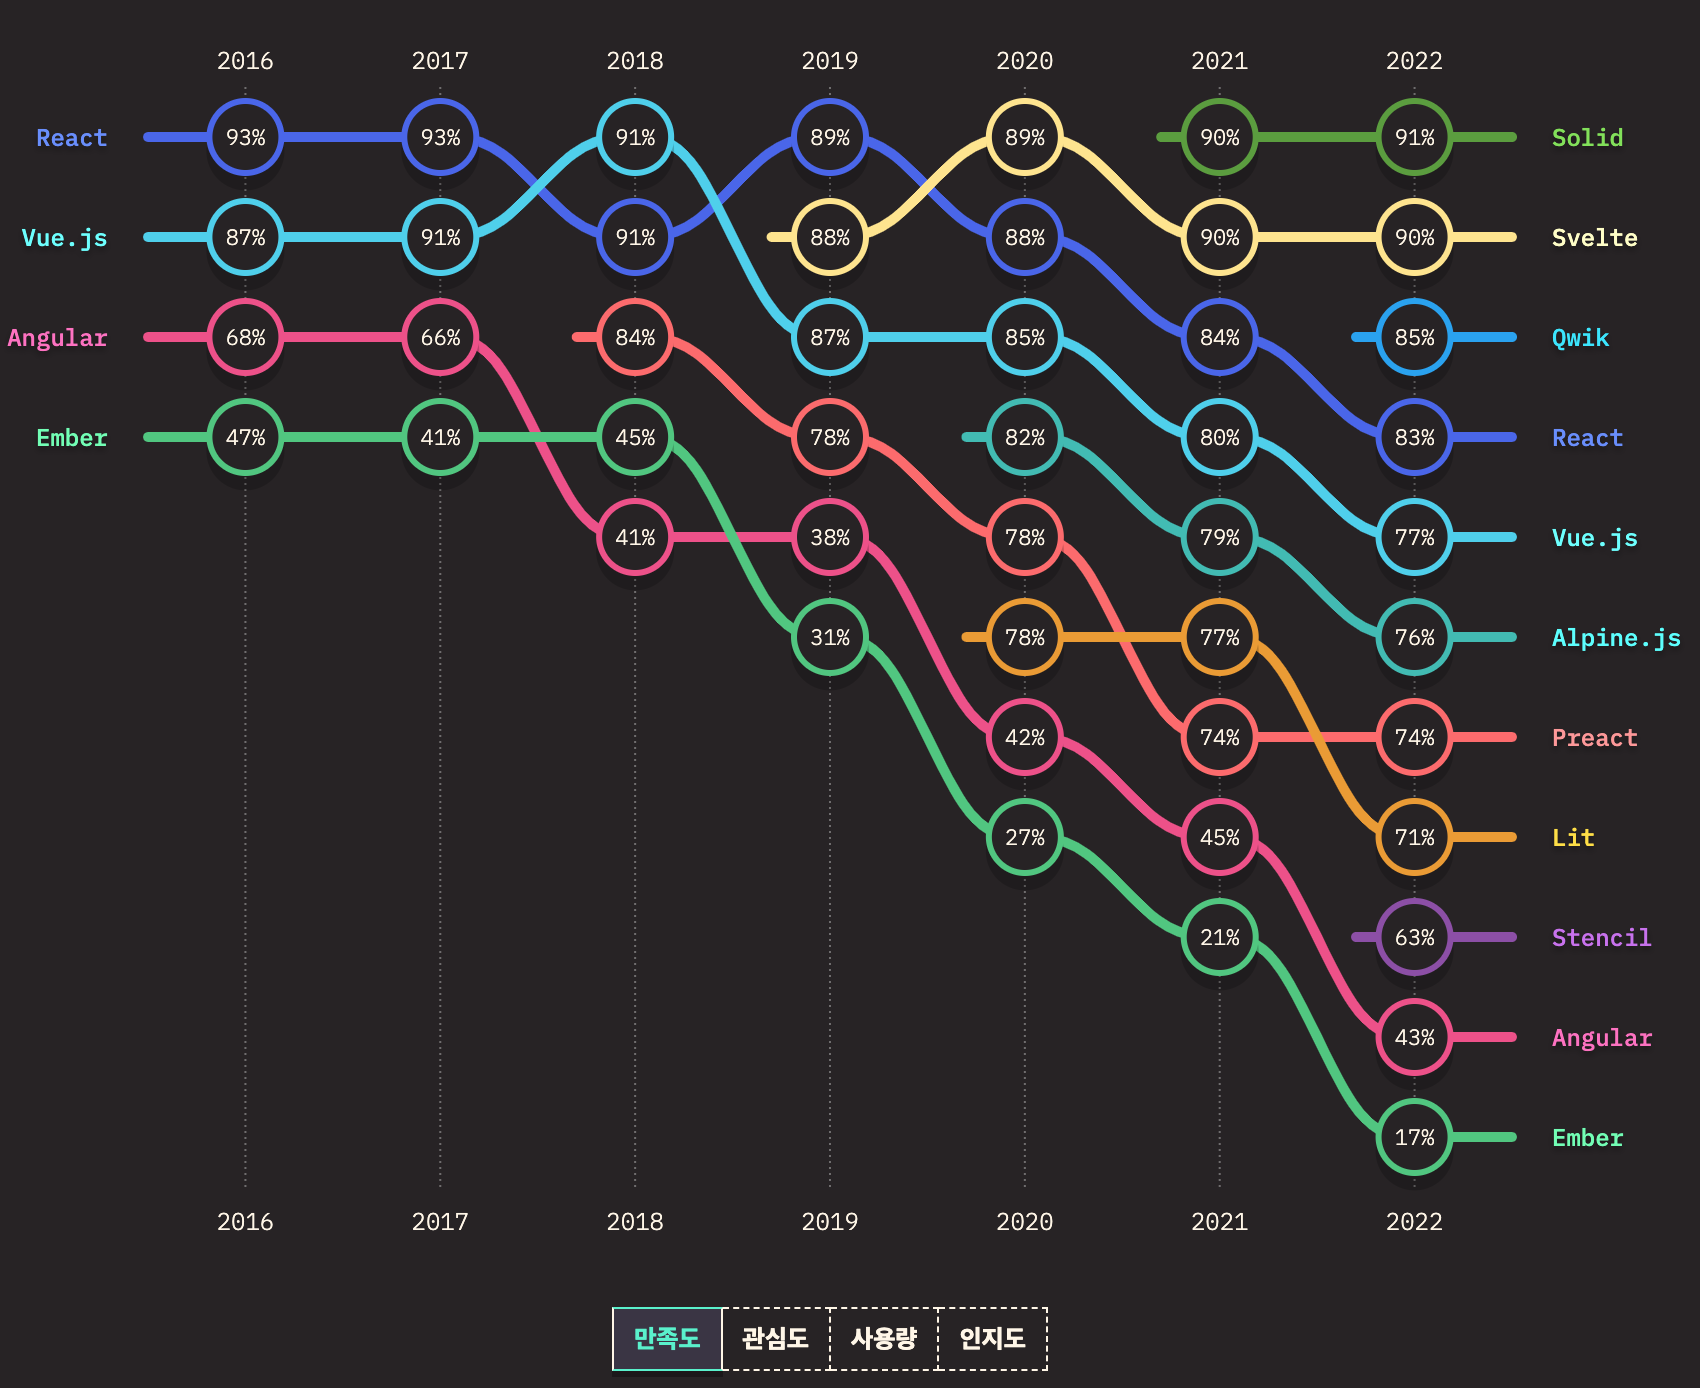 2016 2017 2018 2019 2020 2021 2022
React 93% 93% 91% 89% 89% 90% 91% Solid
Vue.js 87% 91% 91% 88% 88% 90% 90% Svelte
Angular 68% 66% 84% 87% 85% 84% 85% Qwik
Ember 47% 41% 45% 78% 82% 80% 83% React
41% 38% 78% 79% 77% Vue.js
31% 78% 77% 76% Alpine.js
42% 74% 74% Preact
27% 45% 71% Lit
21% 63% Stencil
43% Angular
17% Ember
2016 2017 2018 2019 2020 2021 2022
만족도 관심도 사용량 인지도